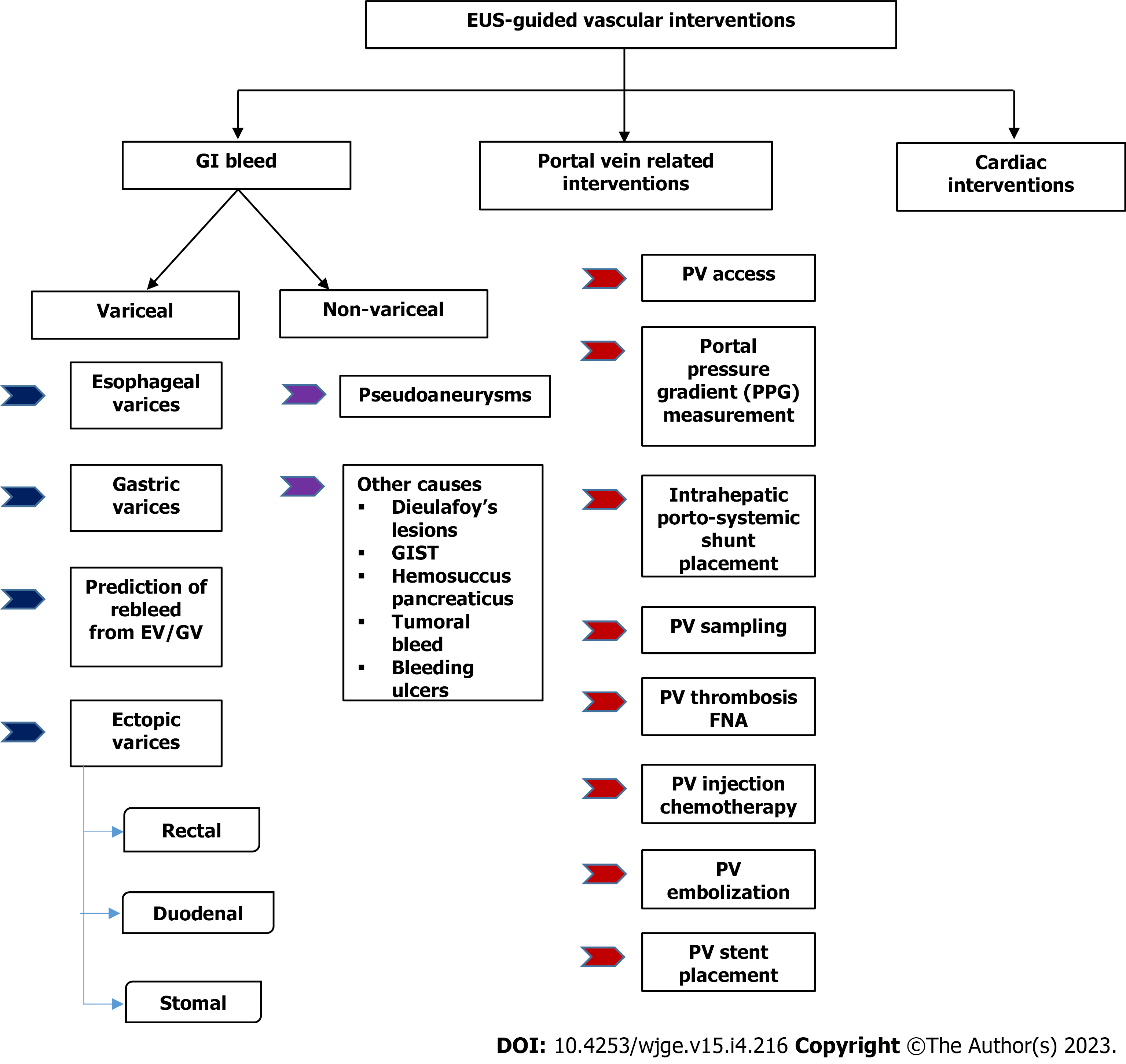 EUS-guided vascular interventions
GI bleed
Portal vein related
interventions
Cardiac
interventions
Variceal
Non-variceal
Esophageal
varices
Gastric
varices
Prediction of
rebleed
from EV/GV
Ectopic
varices
Rectal
Duodenal
Stomal
Pseudoaneurysms
Other causes
▪ Dieulafoy’s
lesions
▪ GIST
▪ Hemosuccus
pancreaticus
▪ Tumoral
bleed
▪ Bleeding
ulcers
PV access
Portal
pressure
gradient (PPG)
measurement
Intrahepatic
porto-systemic
shunt
placement
PV sampling
PV thrombosis
FNA
PV injection
chemotherapy
PV
embolization
PV stent
placement
DOI: 10.4253/wjge.v15.i4.216 Copyright ©The Author(s) 2023.